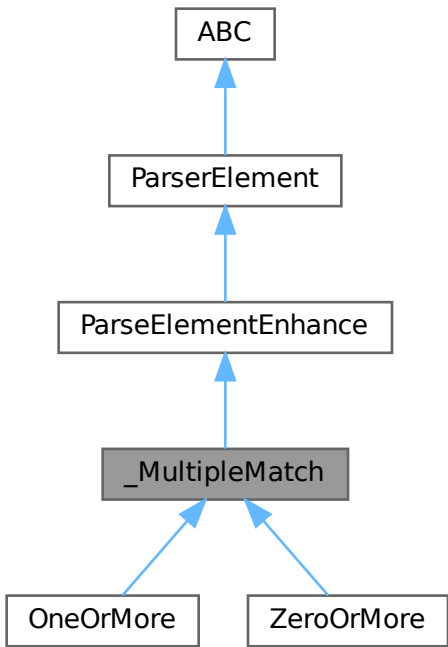 ABC
ParserElement
ParseElementEnhance
_MultipleMatch
OneOrMore
ZeroOrMore